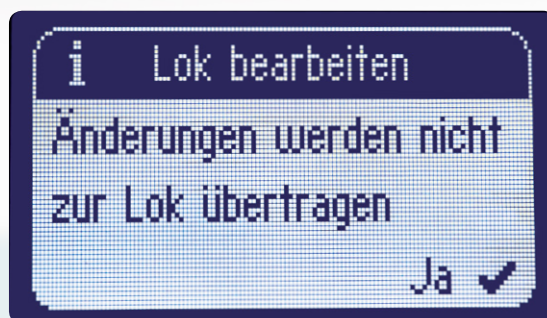 i Lok bearbeiten
Änderungen werden nicht
zur Lok übertragen
Ja ✔